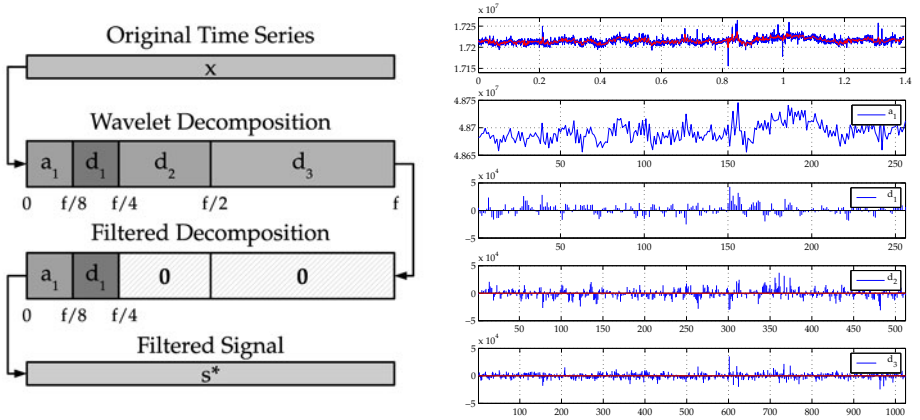 Original Time Series
x
Wavelet Decomposition
a1 d1 d2 d3
0 f/8 f/4 f/2 f
Filtered Decomposition
a1 d1 0 0
0 f/8 f/4
Filtered Signal
s*
x 10^7
1.725
1.72
1.715
0 0.2 0.4 0.6 0.8 1 1.2 1.4
x 10^7
4.875
4.87
4.865
a1
50 100 150 200 250
x 10^4
5
0
−5
d1
50 100 150 200 250
x 10^4
5
0
−5
d2
50 100 150 200 250 300 350 400 450 500
x 10^4
5
0
−5
d3
100 200 300 400 500 600 700 800 900 1000